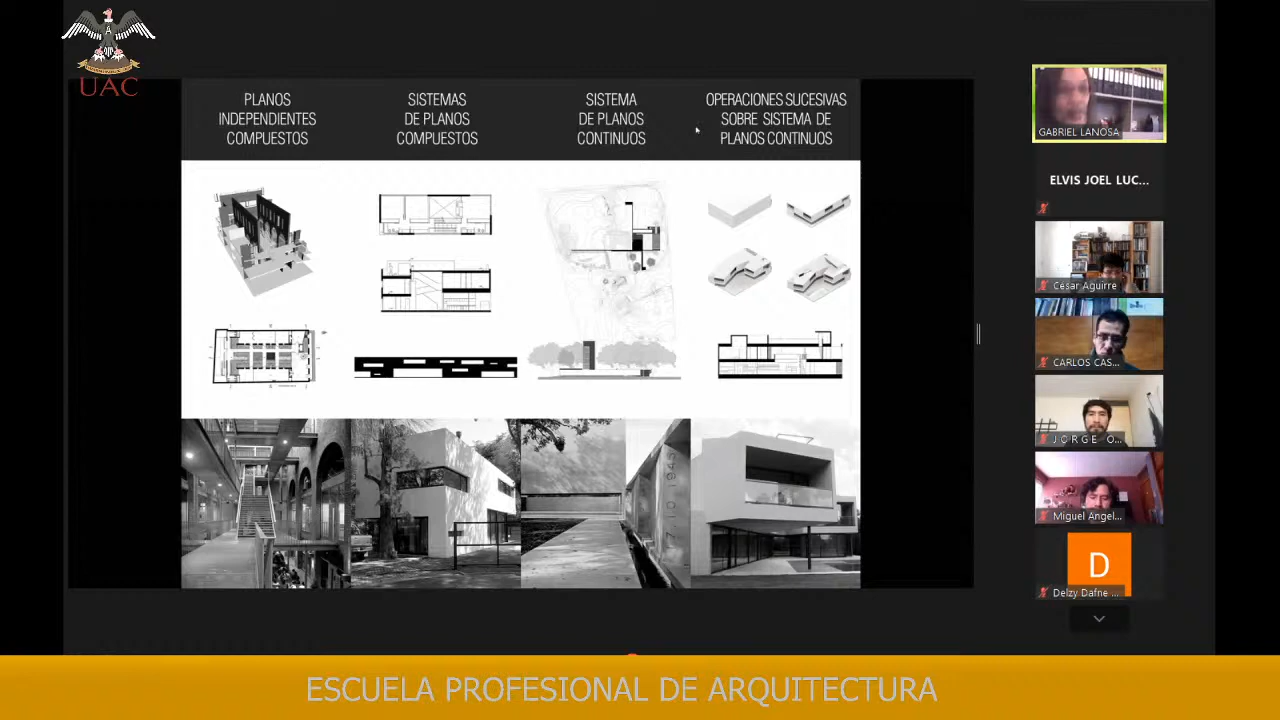 UAC
PLANOS
INDEPENDIENTES
COMPUESTOS
SISTEMAS
DE PLANOS
COMPUESTOS
SISTEMA
DE PLANOS
CONTINUOS
OPERACIONES SUCESIVAS
SOBRE SISTEMA DE
PLANOS CONTINUOS
GABRIEL LANOSA
ELVIS JOEL LUC...
Cesar Aguirre
CARLOS CAS...
J O R G E O...
Miguel Angel...
D
Delzy Dafne ...
ESCUELA PROFESIONAL DE ARQUITECTURA